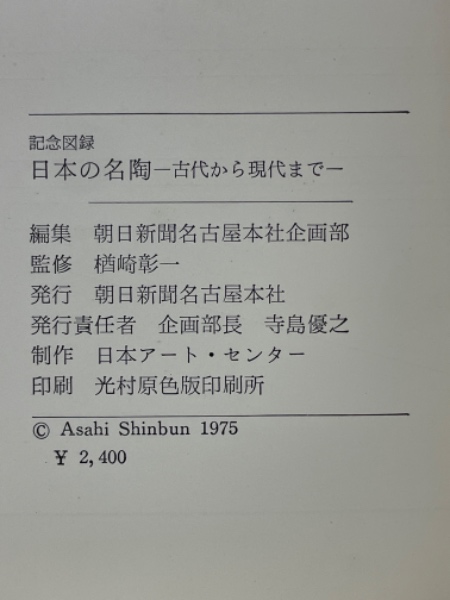 記念図録
日本の名陶―古代から現代まで―
編集　朝日新聞名古屋本社企画部
監修　楢崎彰一
発行　朝日新聞名古屋本社
発行責任者　企画部長　寺島優之
制作　日本アート・センター
印刷　光村原色版印刷所
© Asahi Shinbun 1975
¥ 2,400